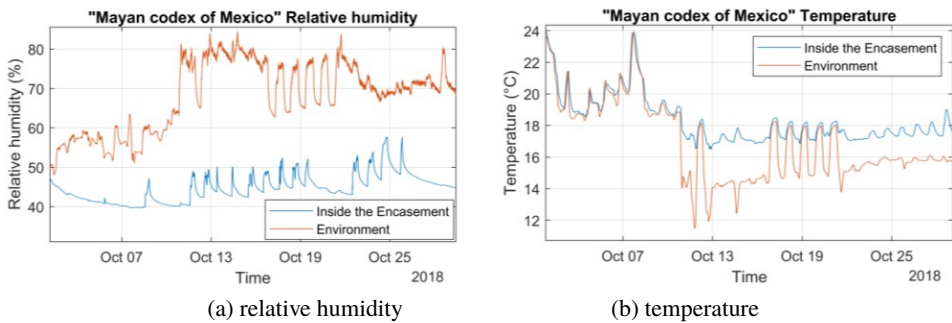 "Mayan codex of Mexico" Relative humidity
Relative humidity (%)
80
70
60
50
40
Inside the Encasement
Environment
Oct 07
Oct 13
Oct 19
Oct 25
Time
2018
(a) relative humidity
"Mayan codex of Mexico" Temperature
Temperature (°C)
24
22
20
18
16
14
12
Inside the Encasement
Environment
Oct 07
Oct 13
Oct 19
Oct 25
Time
2018
(b) temperature